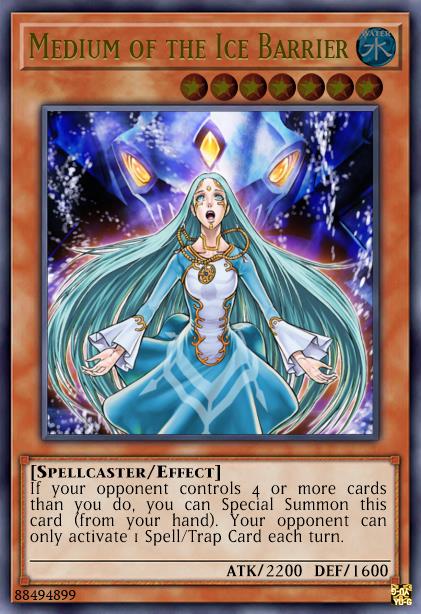 MEDIUM OF THE ICE BARRIER
WATER
水
[SPELLCASTER/EFFECT]
If your opponent controls 4 or more cards
than you do, you can Special Summon this
card (from your hand). Your opponent can
only activate 1 Spell/Trap Card each turn.
ATK/2200 DEF/1600
88494899